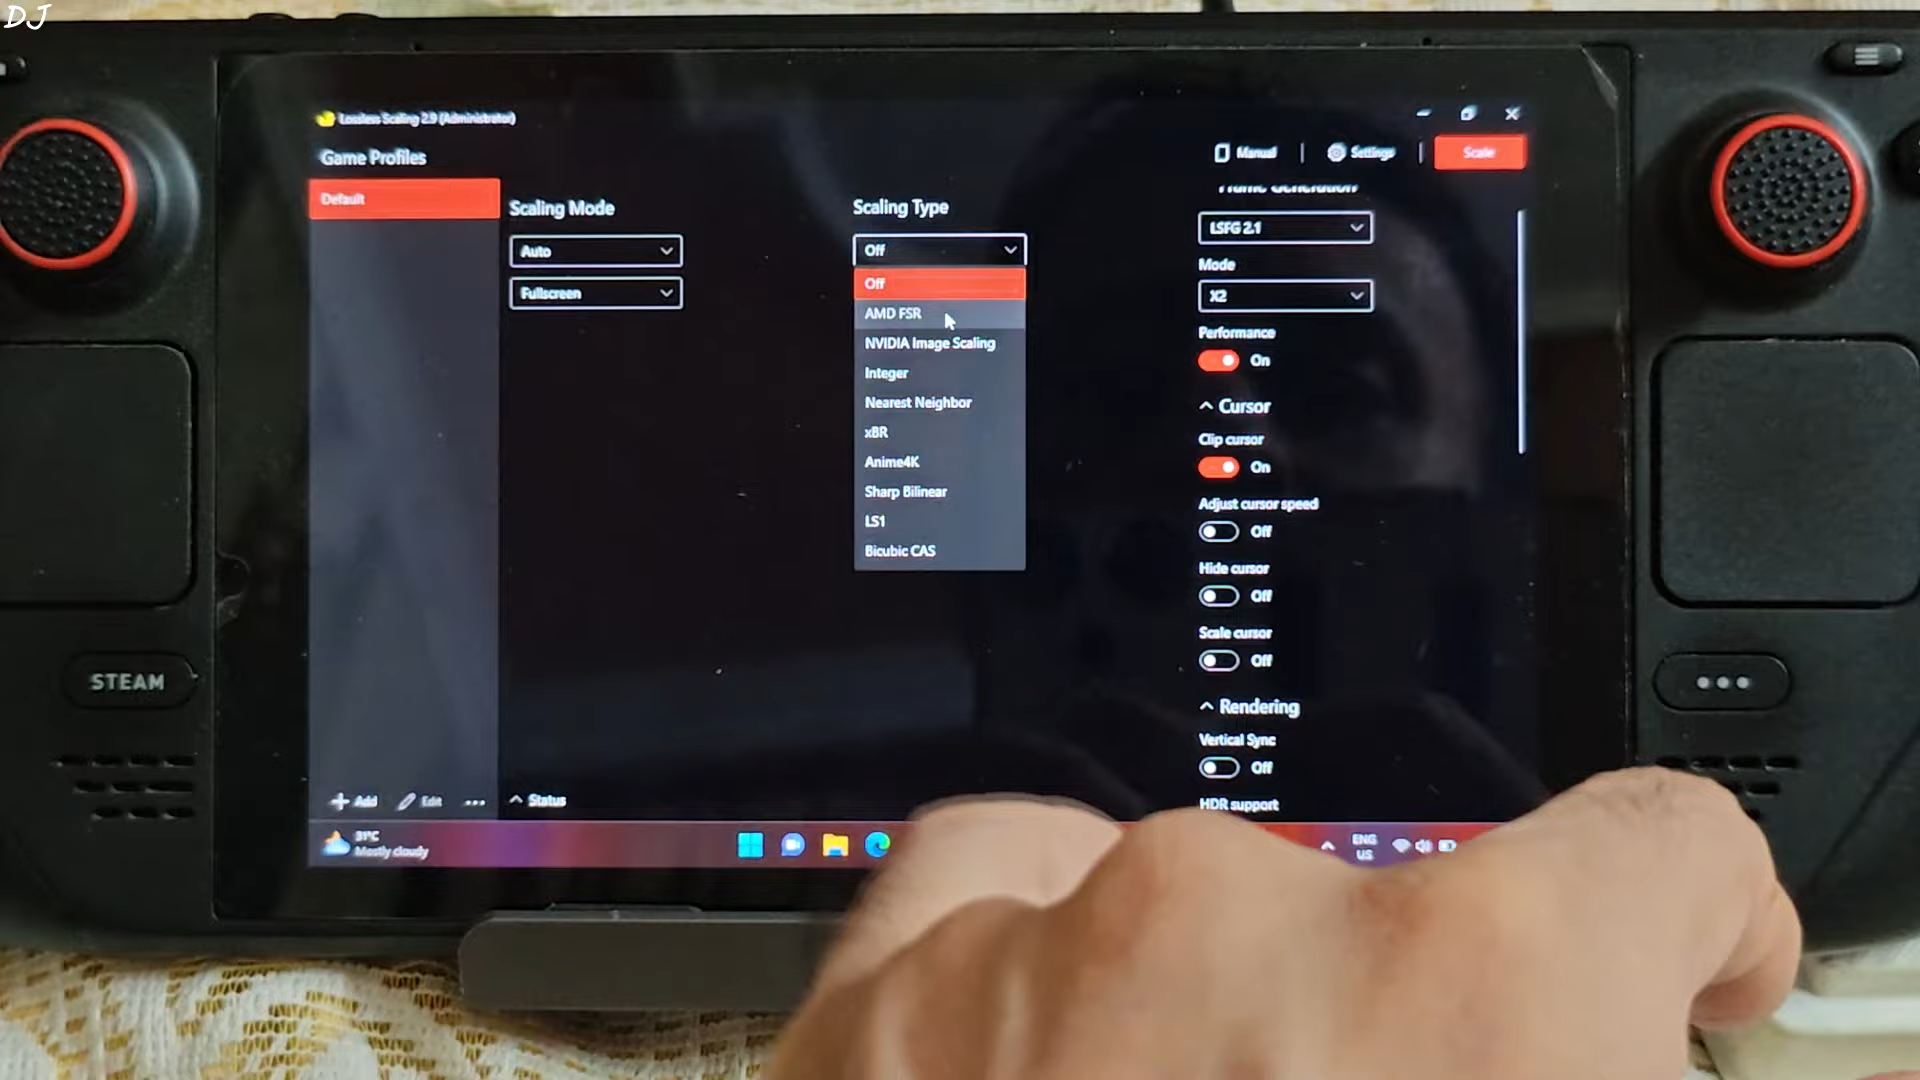 DJ
Lossless Scaling 2.9 (Administrator)
Game Profiles
Manual
Settings
Scale
Default
Scaling Mode
Auto
Fullscreen
Scaling Type
Off
Off
AMD FSR
NVIDIA Image Scaling
Integer
Nearest Neighbor
xBR
Anime4K
Sharp Bilinear
LS1
Bicubic CAS
Frame Generation
LSFG 2.1
Mode
X2
Performance
On
Cursor
Clip cursor
On
Adjust cursor speed
Off
Hide cursor
Off
Scale cursor
Off
Rendering
Vertical Sync
Off
HDR support
Add
Edit
Status
31°C
Mostly cloudy
ENG
US
STEAM